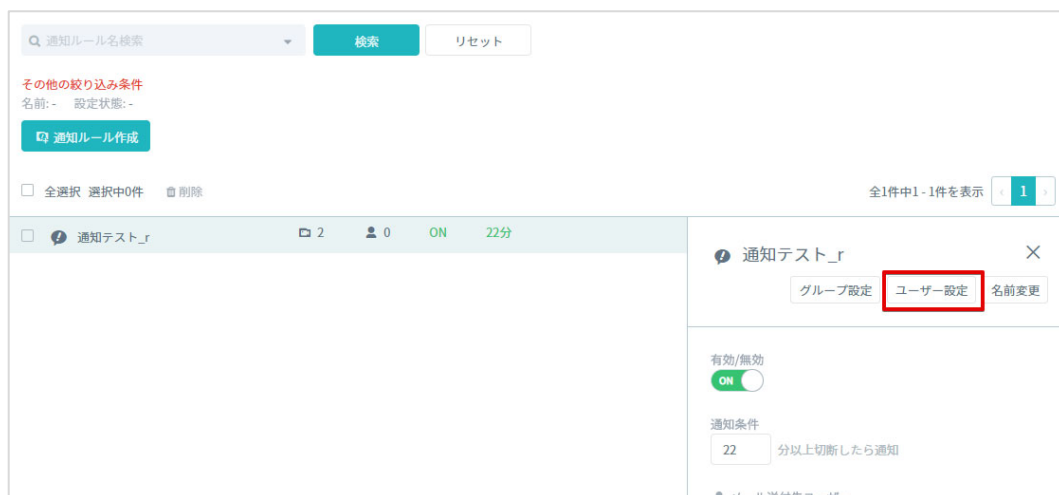 通知ルール名検索
検索
リセット
その他の絞り込み条件
名前: - 設定状態: -
通知ルール作成
全選択 選択中0件 削除
全1件中1 - 1件を表示 ‹ 1 ›
通知テスト_r 2 0 ON 22分
通知テスト_r
グループ設定 ユーザー設定 名前変更
有効/無効
ON
通知条件
22 分以上切断したら通知